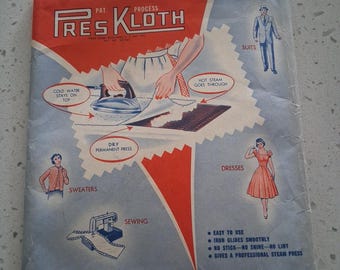 PAT. PROCESS
PRESKLOTH
SUITS
COLD WATER
STAYS ON
TOP
HOT STEAM
GOES THROUGH
DRY
PERMANENT PRESS
DRESSES
SWEATERS
SEWING
• EASY TO USE
• IRON GLIDES SMOOTHLY
• NO STICK—NO SHINE—NO LINT
• GIVES A PROFESSIONAL STEAM PRESS